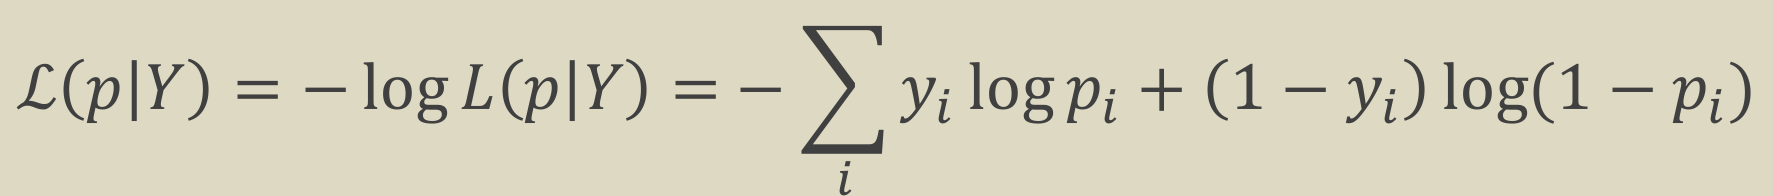 ℒ(p|Y) = − log L(p|Y) = − ∑ᵢ yᵢ log pᵢ + (1 − yᵢ) log(1 − pᵢ)